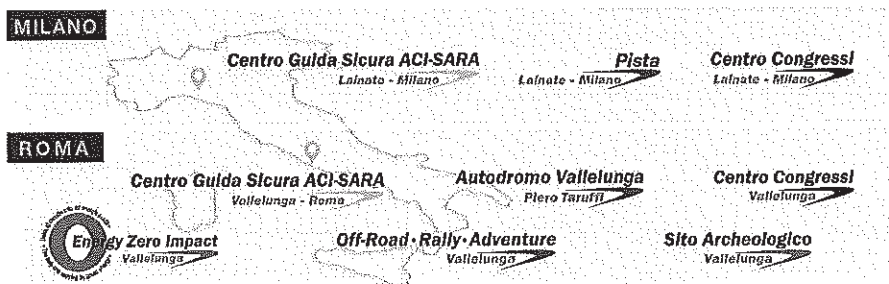 MILANO
Centro Guida Sicura ACI-SARA
Lainate - Milano
Pista
Lainate - Milano
Centro Congressi
Lainate - Milano
ROMA
Centro Guida Sicura ACI-SARA
Vallelunga - Roma
Autodromo Vallelunga
Piero Taruffi
Centro Congressi
Vallelunga
Energy Zero Impact
Vallelunga
Off-Road•Rally•Adventure
Vallelunga
Sito Archeologico
Vallelunga